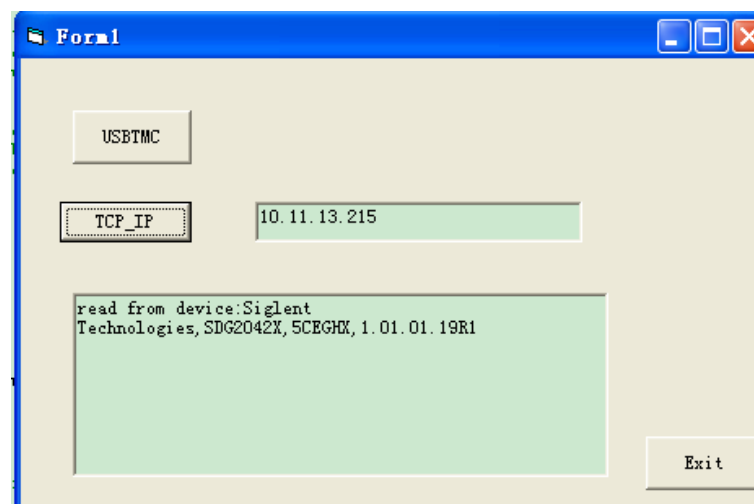 Form1
USBTMC
TCP_IP
10.11.13.215
read from device:Siglent
Technologies,SDG2042X,5CEGHX,1.01.01.19R1
Exit